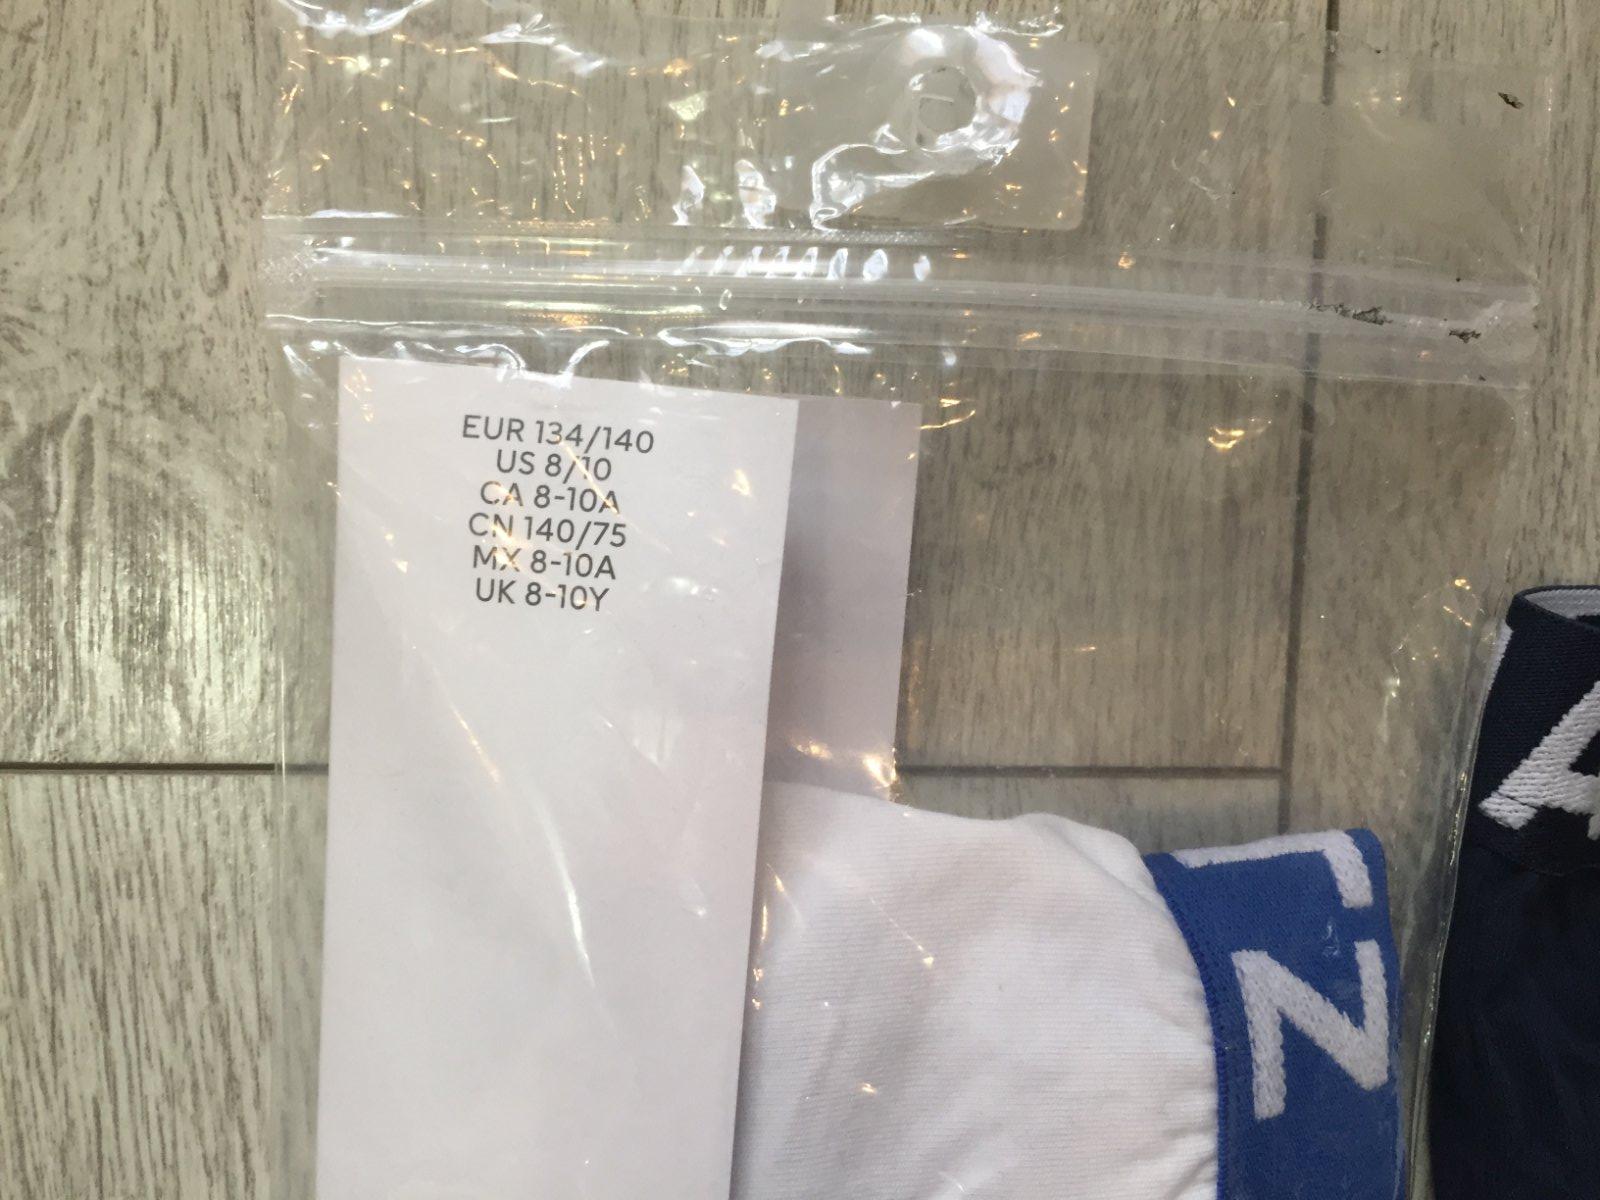 EUR 134/140
US 8/10
CA 8-10A
CN 140/75
MX 8-10A
UK 8-10Y